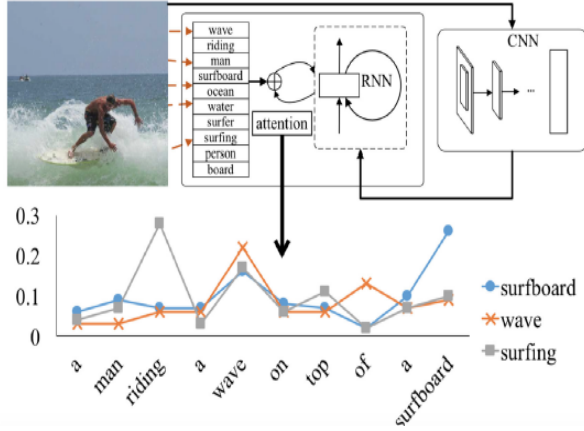 wave
riding
man
surfboard
ocean
water
surfer
surfing
person
board
attention
RNN
CNN
...
0.3
0.2
0.1
0
a
man
riding
a
wave
on
top
of
a
surfboard
surfboard
wave
surfing